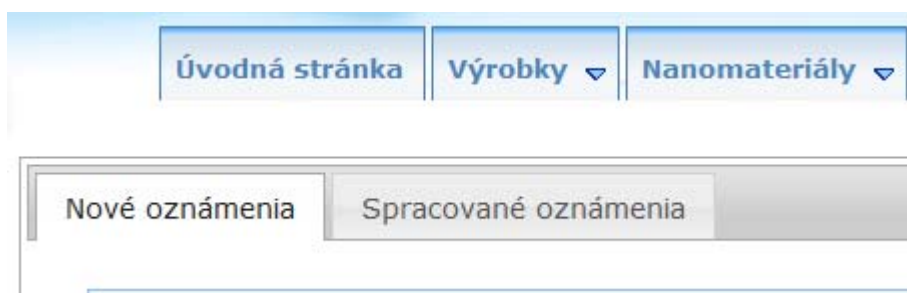 Úvodná stránka Výrobky Nanomateriály
Nové oznámenia Spracované oznámenia